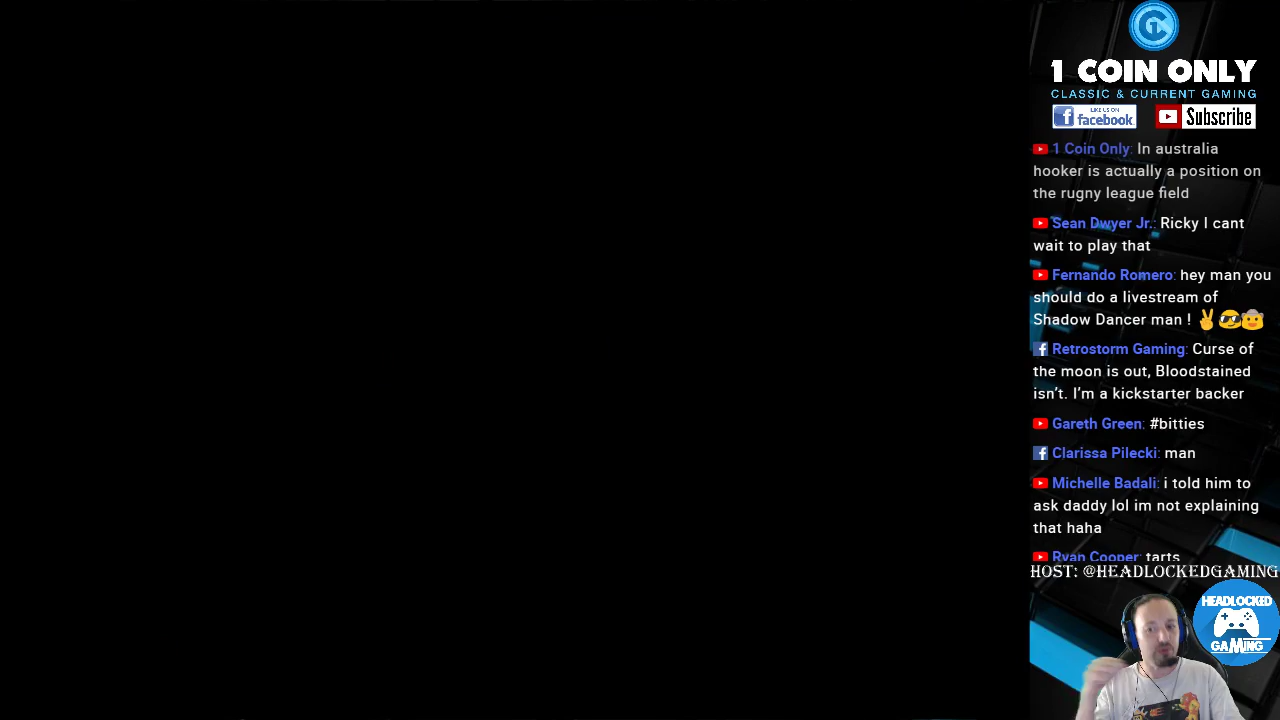 1 COIN ONLY
CLASSIC & CURRENT GAMING
LIKE US ON
facebook.
Subscribe
1 Coin Only: In australia
hooker is actually a position on
the rugny league field
Sean Dwyer Jr.: Ricky I cant
wait to play that
Fernando Romero: hey man you
should do a livestream of
Shadow Dancer man ! ✌😎🤠
Retrostorm Gaming: Curse of
the moon is out, Bloodstained
isn't. I'm a kickstarter backer
Gareth Green: #bitties
Clarissa Pilecki: man
Michelle Badali: i told him to
ask daddy lol im not explaining
that haha
Ryan Cooper: tarts
HOST: @HEADLOCKEDGAMING
HEADLOCKED
GAMING